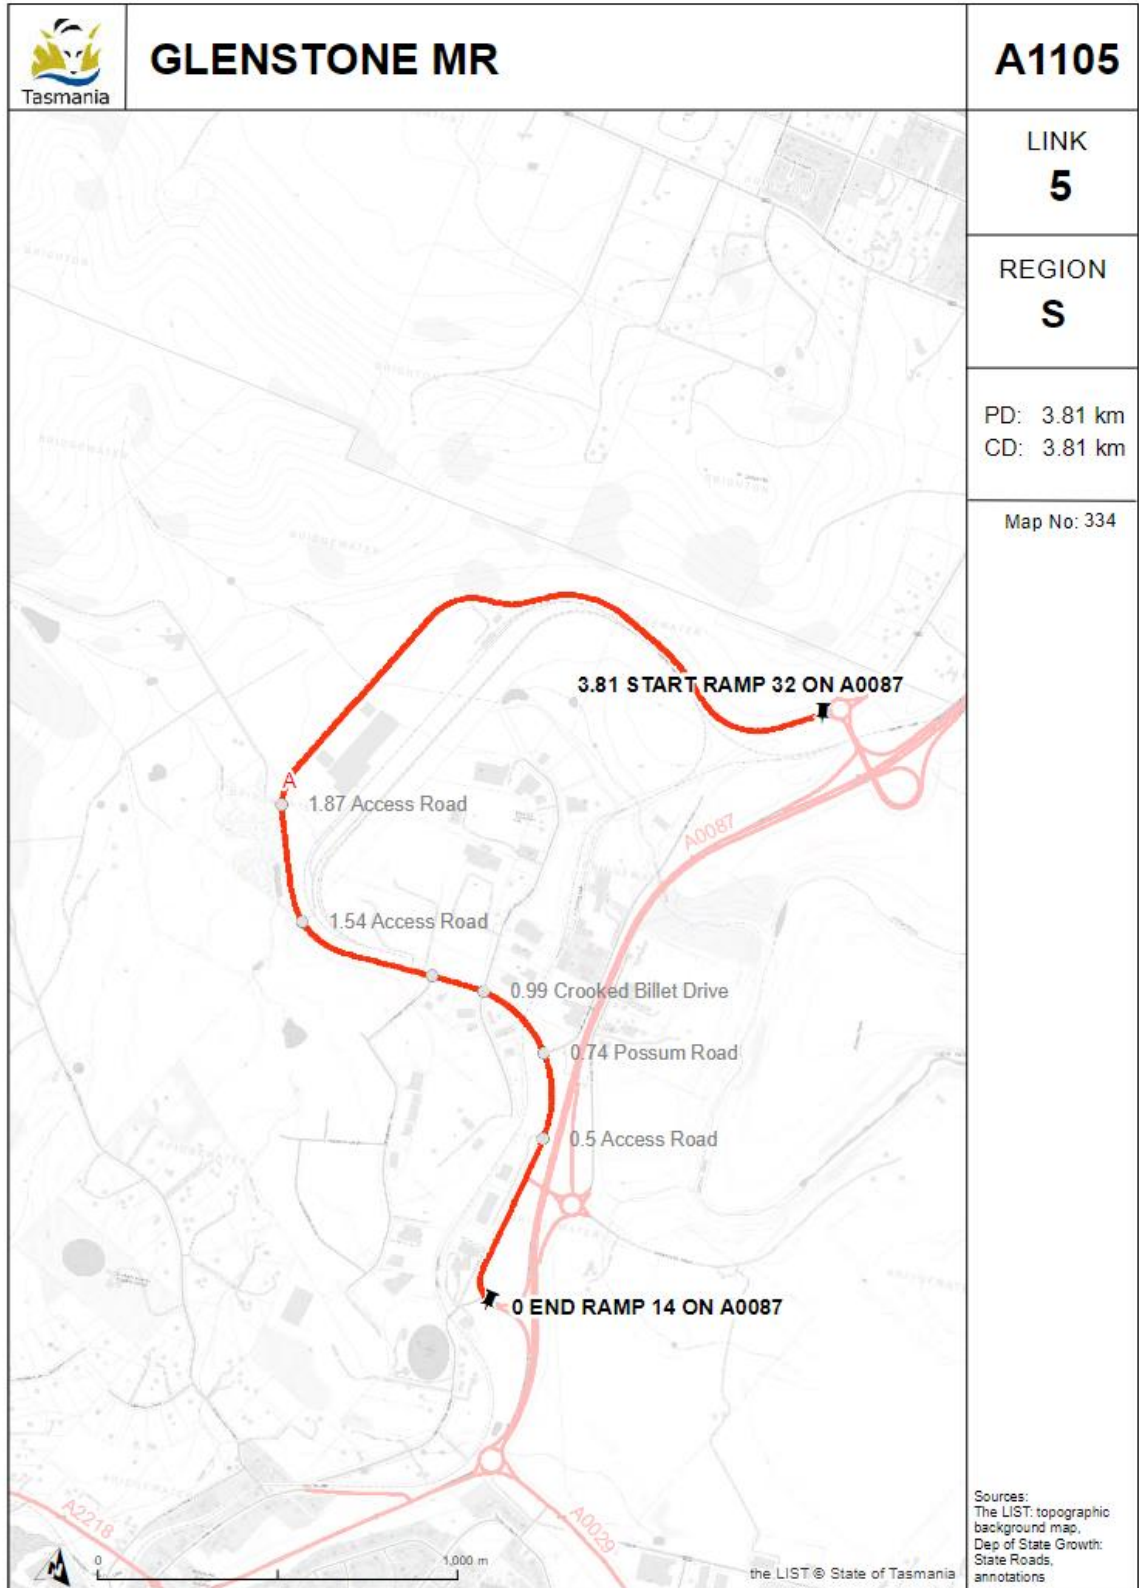 Tasmania
GLENSTONE MR
A1105
LINK
5
REGION
S
PD: 3.81 km
CD: 3.81 km
Map No: 334
BRIGHTON
BRIDGEWATER
BRIGHTON
BRIDGEWATER
3.81 START RAMP 32 ON A0087
A
1.87 Access Road
A0087
1.54 Access Road
0.99 Crooked Billet Drive
0.74 Possum Road
0.5 Access Road
0 END RAMP 14 ON A0087
A2218
A0029
N
0
1,000 m
the LIST © State of Tasmania
Sources:
The LIST: topographic
background map,
Dep of State Growth:
State Roads,
annotations